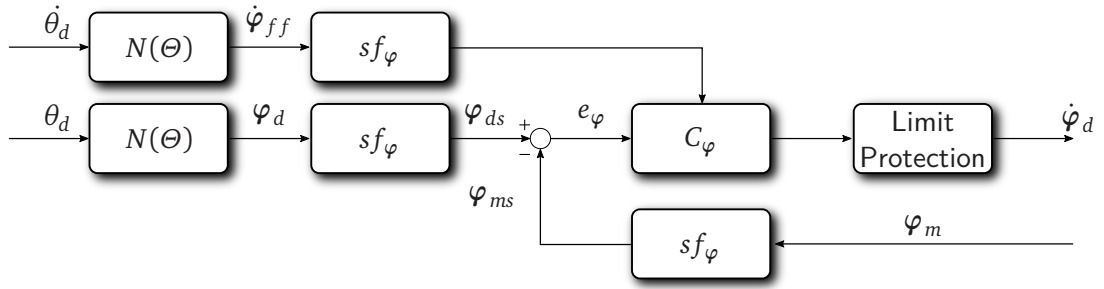 θ̇_d
N(Θ)
φ̇_ff
sf_φ
θ_d
N(Θ)
φ_d
sf_φ
φ_ds
+
−
e_φ
C_φ
Limit
Protection
φ̇_d
φ_ms
sf_φ
φ_m